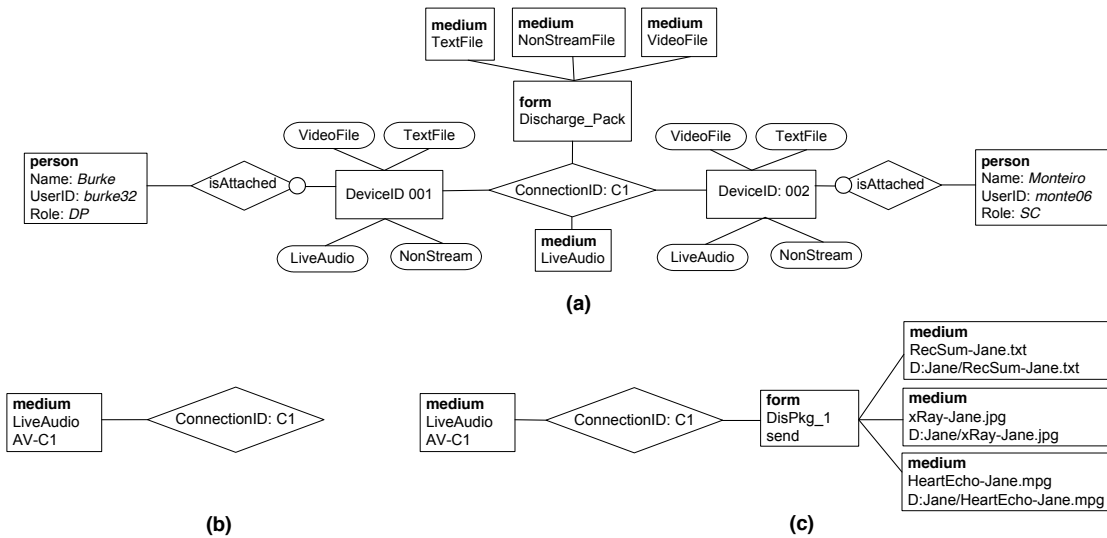 medium
TextFile
medium
NonStreamFile
medium
VideoFile
form
Discharge_Pack
person
Name: Burke
UserID: burke32
Role: DP
isAttached
VideoFile
TextFile
DeviceID 001
LiveAudio
NonStream
ConnectionID: C1
medium
LiveAudio
VideoFile
TextFile
DeviceID: 002
LiveAudio
NonStream
isAttached
person
Name: Monteiro
UserID: monte06
Role: SC
(a)
medium
LiveAudio
AV-C1
ConnectionID: C1
(b)
medium
LiveAudio
AV-C1
ConnectionID: C1
form
DisPkg_1
send
medium
RecSum-Jane.txt
D:Jane/RecSum-Jane.txt
medium
xRay-Jane.jpg
D:Jane/xRay-Jane.jpg
medium
HeartEcho-Jane.mpg
D:Jane/HeartEcho-Jane.mpg
(c)